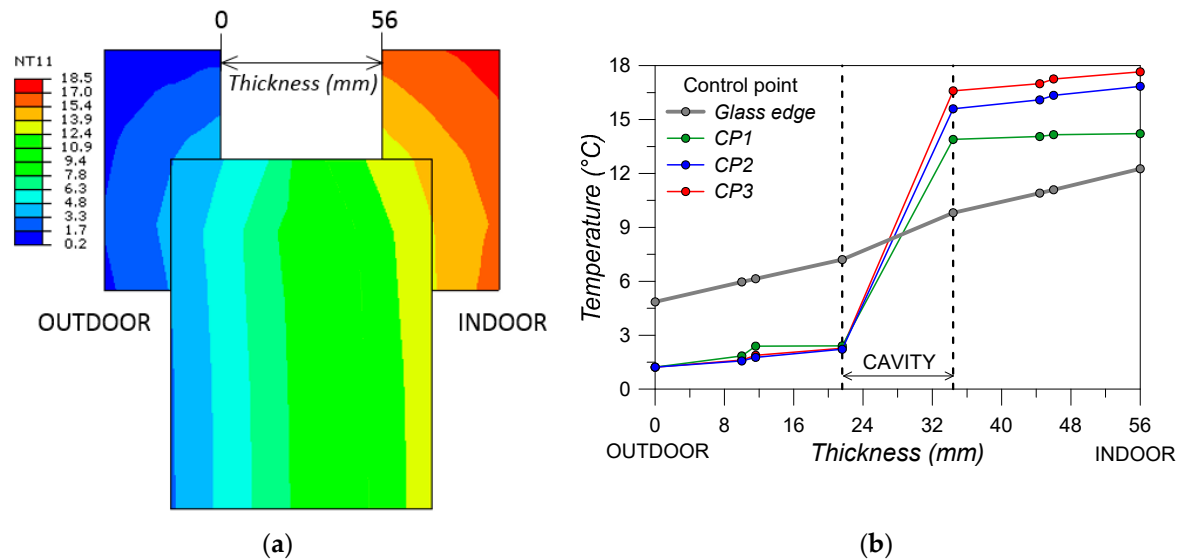 0
56
Thickness (mm)
NT11
18.5
17.0
15.4
13.9
12.4
10.9
9.4
7.8
6.3
4.8
3.3
1.7
0.2
OUTDOOR
INDOOR
(a)
Temperature (°C)
18
15
12
9
6
3
0
Control point
Glass edge
CP1
CP2
CP3
CAVITY
0 8 16 24 32 40 48 56
OUTDOOR Thickness (mm) INDOOR
(b)